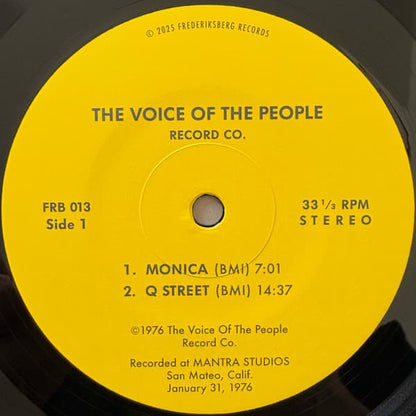 © 2025 FREDERIKSBERG RECORDS
THE VOICE OF THE PEOPLE
RECORD CO.
FRB 013
Side 1
33 1/3 RPM
STEREO
1. MONICA (BMI) 7:01
2. Q STREET (BMI) 14:37
©1976 The Voice Of The People
Record Co.
Recorded at MANTRA STUDIOS
San Mateo, Calif.
January 31, 1976